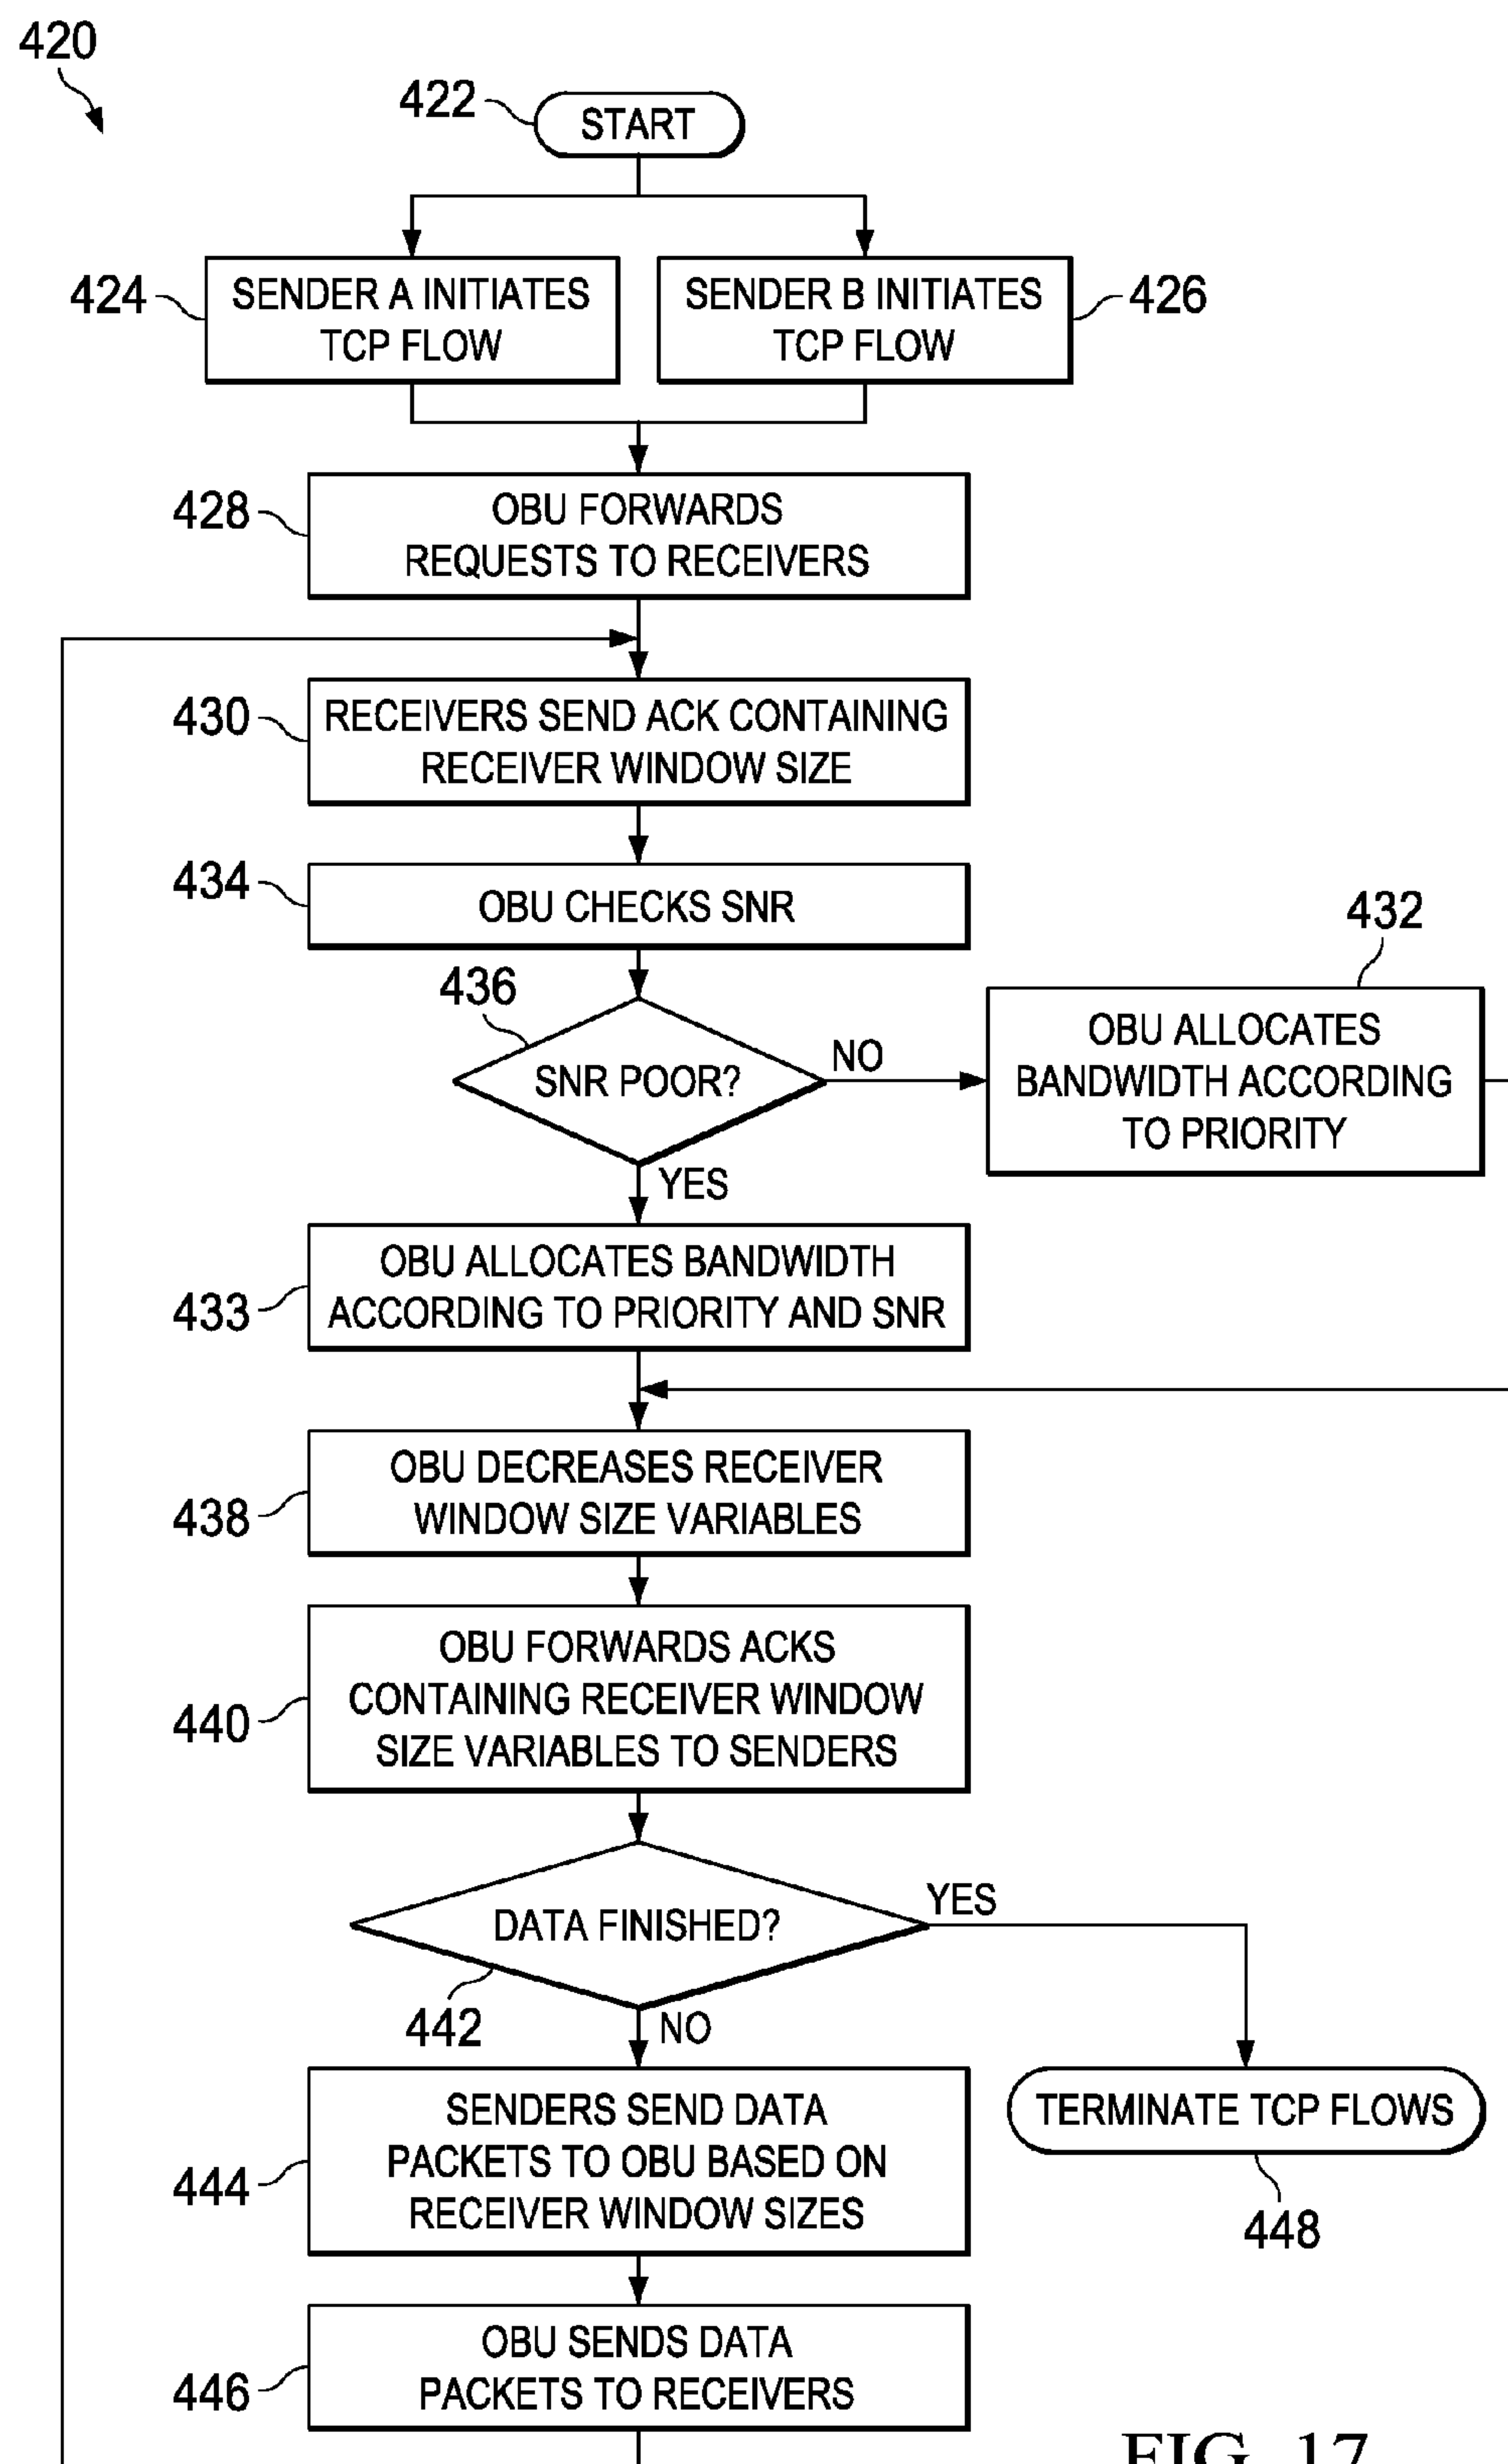 420
422
START
424
SENDER A INITIATES
TCP FLOW
SENDER B INITIATES
TCP FLOW
426
428
OBU FORWARDS
REQUESTS TO RECEIVERS
430
RECEIVERS SEND ACK CONTAINING
RECEIVER WINDOW SIZE
434
OBU CHECKS SNR
436
SNR POOR?
NO
YES
432
OBU ALLOCATES
BANDWIDTH ACCORDING
TO PRIORITY
433
OBU ALLOCATES BANDWIDTH
ACCORDING TO PRIORITY AND SNR
438
OBU DECREASES RECEIVER
WINDOW SIZE VARIABLES
440
OBU FORWARDS ACKS
CONTAINING RECEIVER WINDOW
SIZE VARIABLES TO SENDERS
DATA FINISHED?
YES
442
NO
444
SENDERS SEND DATA
PACKETS TO OBU BASED ON
RECEIVER WINDOW SIZES
TERMINATE TCP FLOWS
448
446
OBU SENDS DATA
PACKETS TO RECEIVERS
FIG. 17